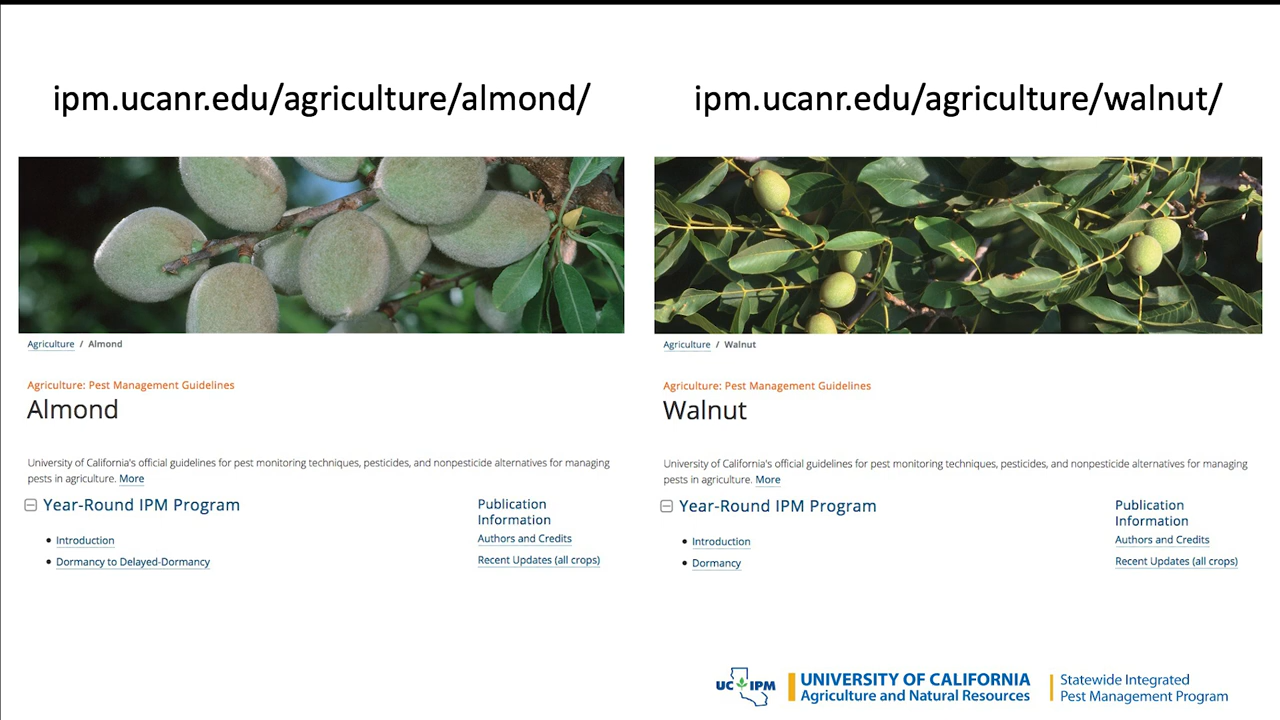 ipm.ucanr.edu/agriculture/almond/
Agriculture / Almond
Agriculture: Pest Management Guidelines
Almond
University of California's official guidelines for pest monitoring techniques, pesticides, and nonpesticide alternatives for managing
pests in agriculture. More
Year-Round IPM Program
• Introduction
• Dormancy to Delayed-Dormancy
Publication
Information
Authors and Credits
Recent Updates (all crops)
ipm.ucanr.edu/agriculture/walnut/
Agriculture / Walnut
Agriculture: Pest Management Guidelines
Walnut
University of California's official guidelines for pest monitoring techniques, pesticides, and nonpesticide alternatives for managing
pests in agriculture. More
Year-Round IPM Program
• Introduction
• Dormancy
Publication
Information
Authors and Credits
Recent Updates (all crops)
UC IPM
UNIVERSITY OF CALIFORNIA
Agriculture and Natural Resources
Statewide Integrated
Pest Management Program